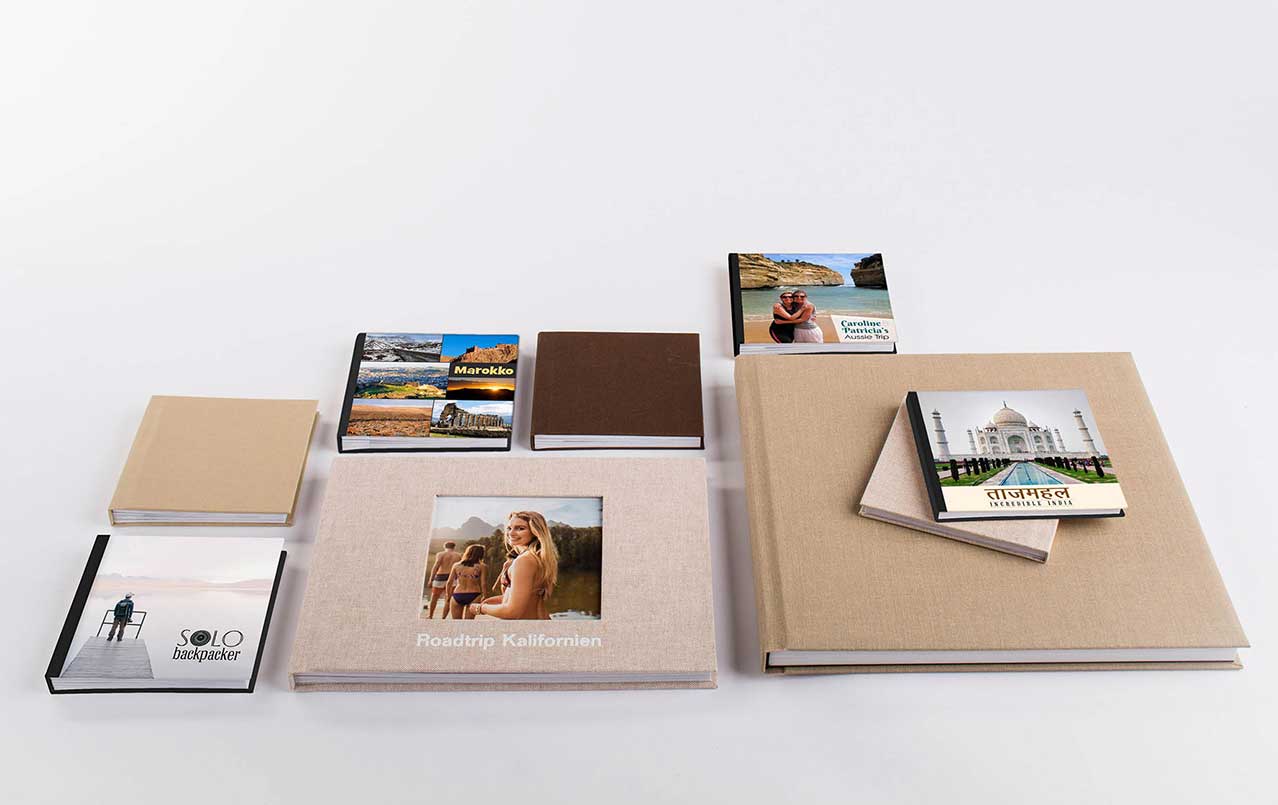 Caroline
Patricia's
Aussie Trip
Marokko
ताजमहल
INCREDIBLE INDIA
SOLO
backpacker
Roadtrip Kalifornien